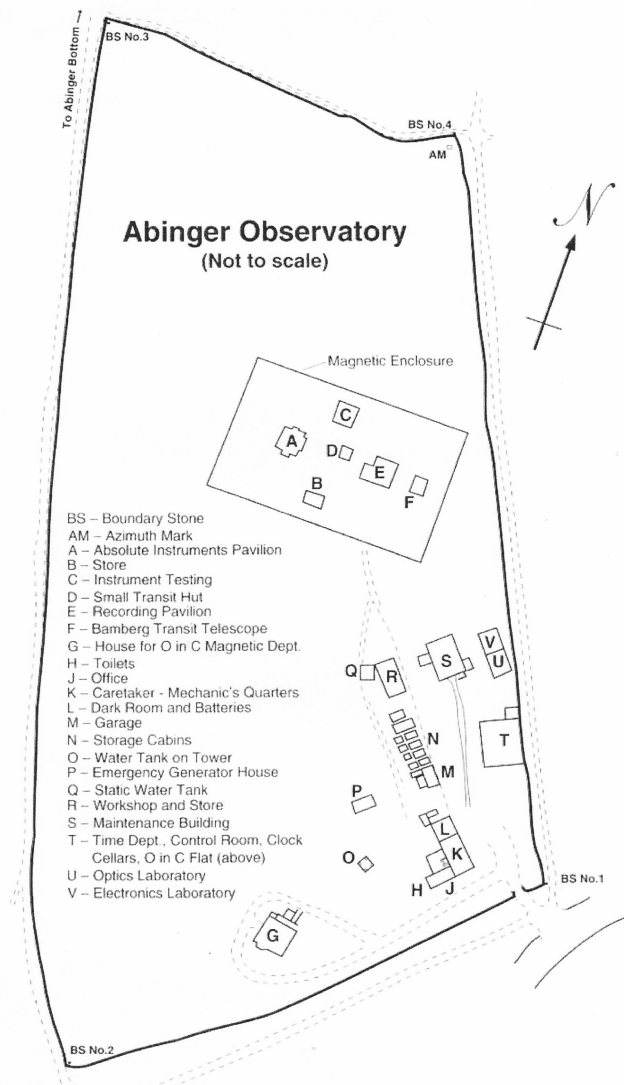 To Abinger Bottom
BS No.3
BS No.4
AM
Abinger Observatory
(Not to scale)
N
Magnetic Enclosure
C
A
D
E
B
F
BS – Boundary Stone
AM – Azimuth Mark
A – Absolute Instruments Pavilion
B – Store
C – Instrument Testing
D – Small Transit Hut
E – Recording Pavilion
F – Bamberg Transit Telescope
G – House for O in C Magnetic Dept.
H – Toilets
J – Office
K – Caretaker - Mechanic's Quarters
L – Dark Room and Batteries
M – Garage
N – Storage Cabins
O – Water Tank on Tower
P – Emergency Generator House
Q – Static Water Tank
R – Workshop and Store
S – Maintenance Building
T – Time Dept., Control Room, Clock
Cellars, O in C Flat (above)
U – Optics Laboratory
V – Electronics Laboratory
V
U
S
Q
R
T
N
M
P
L
K
O
H
J
G
BS No.1
BS No.2